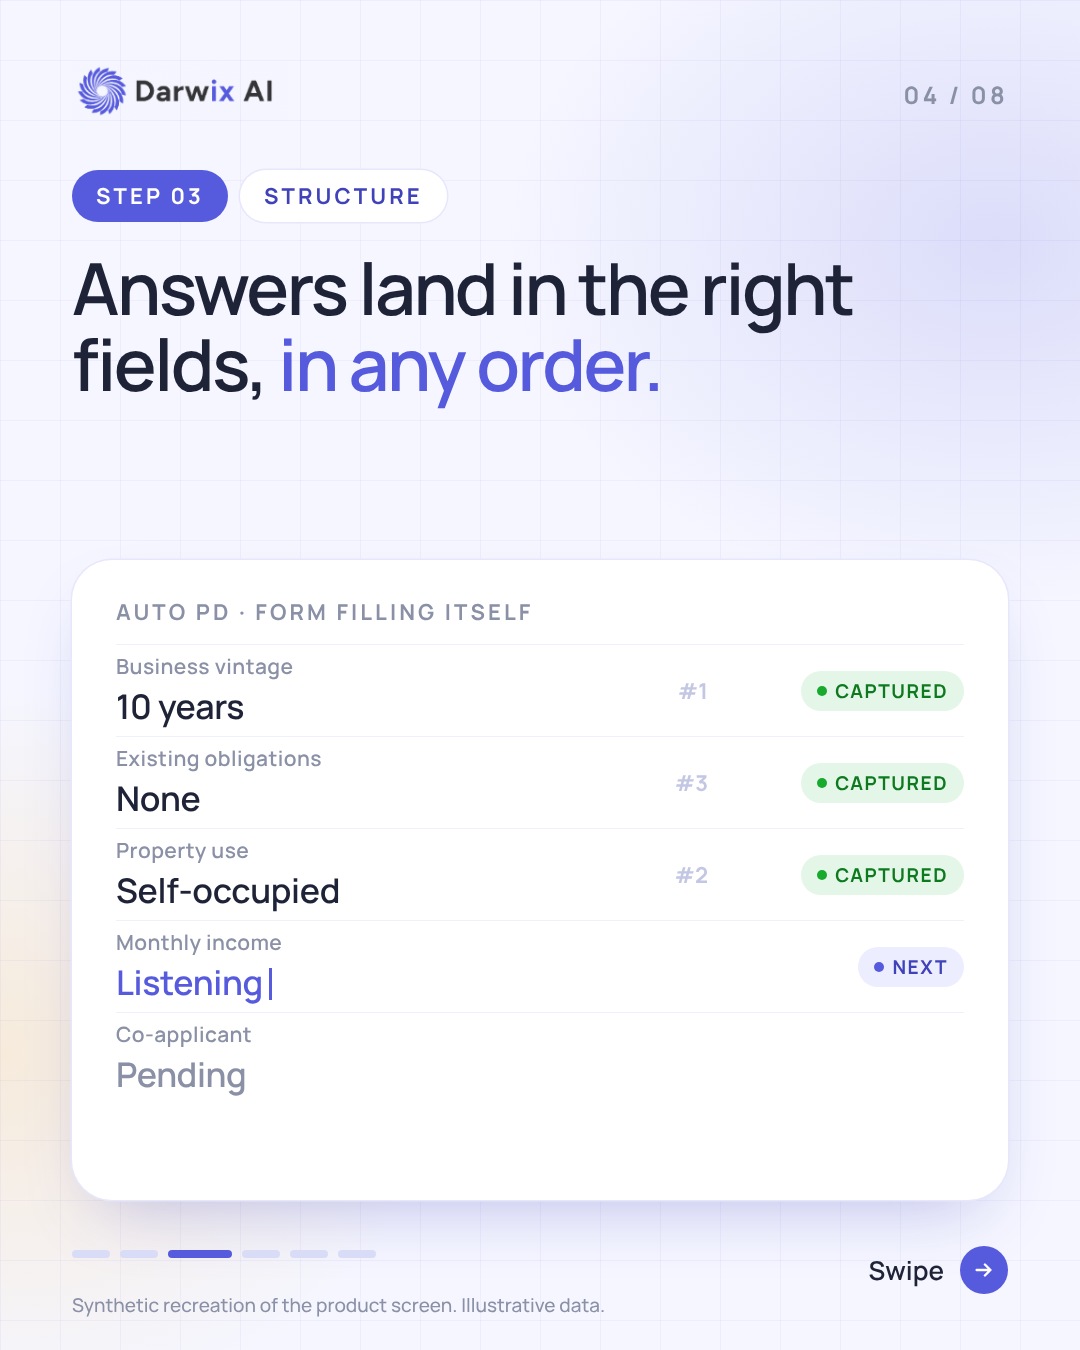 Darwix AI
04 / 08
STEP 03
STRUCTURE
Answers land in the right
fields, in any order.
AUTO PD · FORM FILLING ITSELF
Business vintage
10 years
#1
CAPTURED
Existing obligations
None
#3
CAPTURED
Property use
Self-occupied
#2
CAPTURED
Monthly income
Listening
NEXT
Co-applicant
Pending
Swipe
Synthetic recreation of the product screen. Illustrative data.